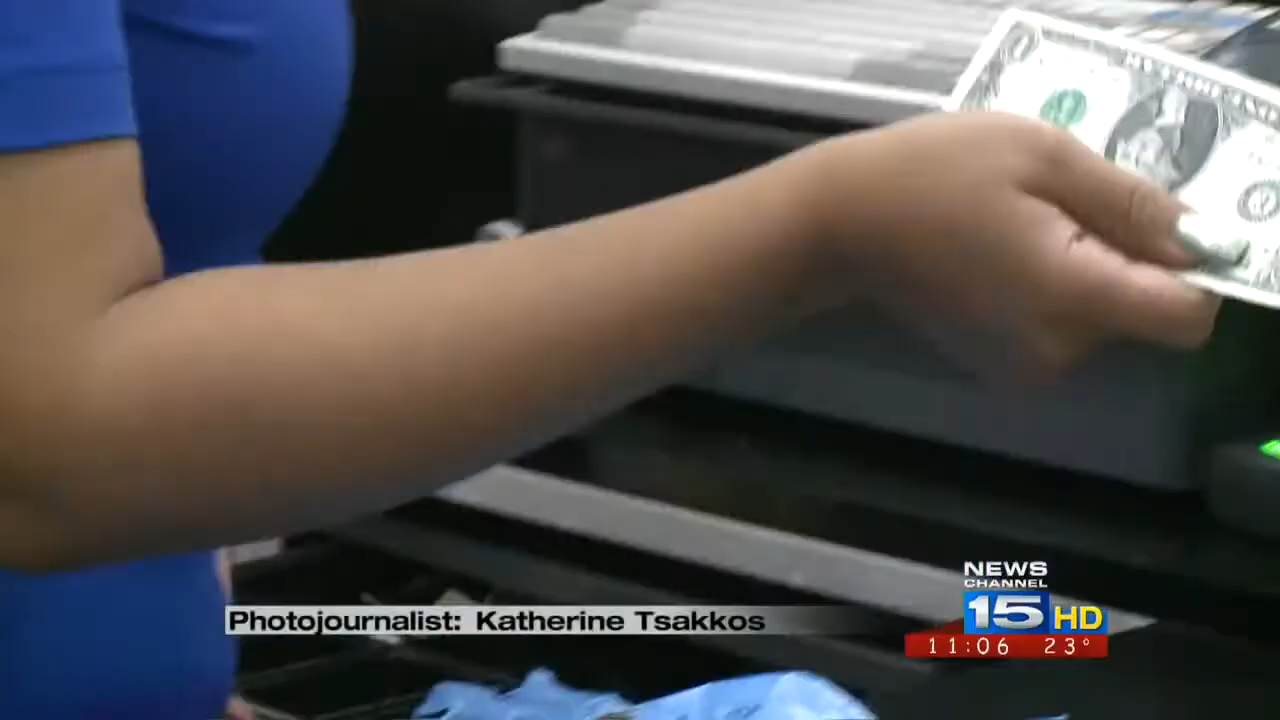 Photojournalist: Katherine Tsakkos
NEWS
CHANNEL
15 HD
11:06 23°